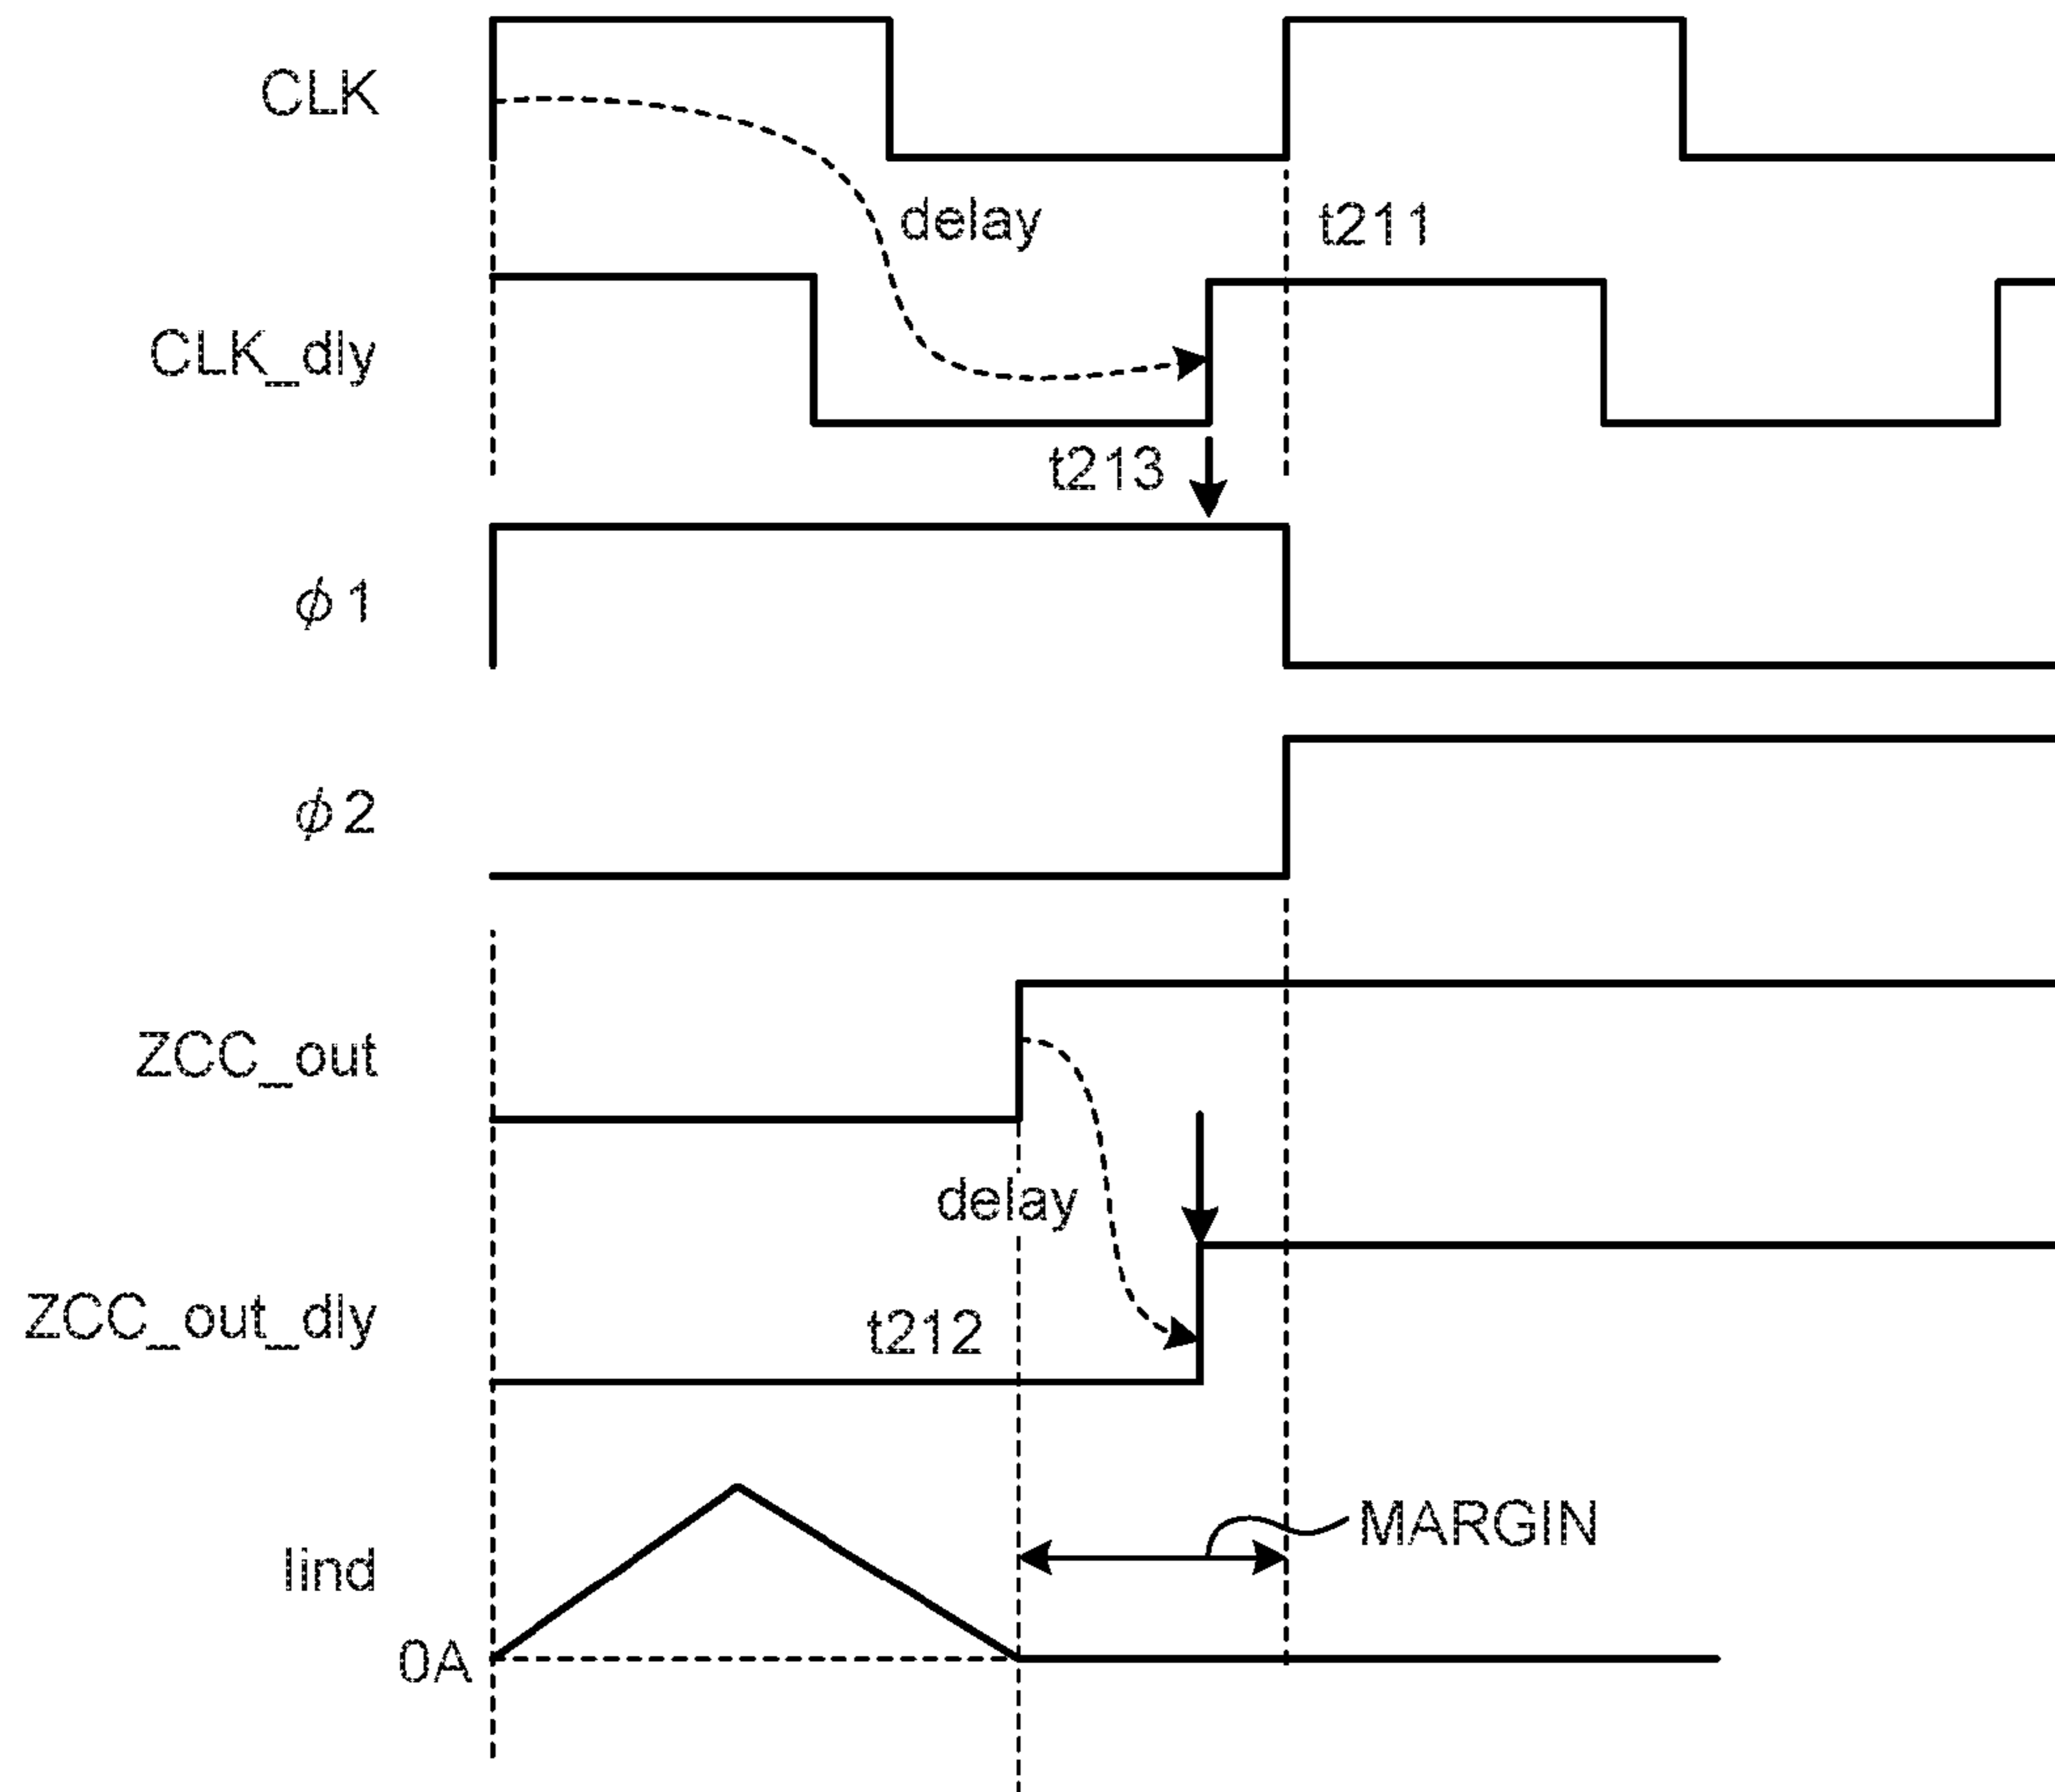 CLK
delay
t211
CLK_dly
t213
ϕ1
ϕ2
ZCC_out
delay
ZCC_out_dly
t212
MARGIN
Iind
0A